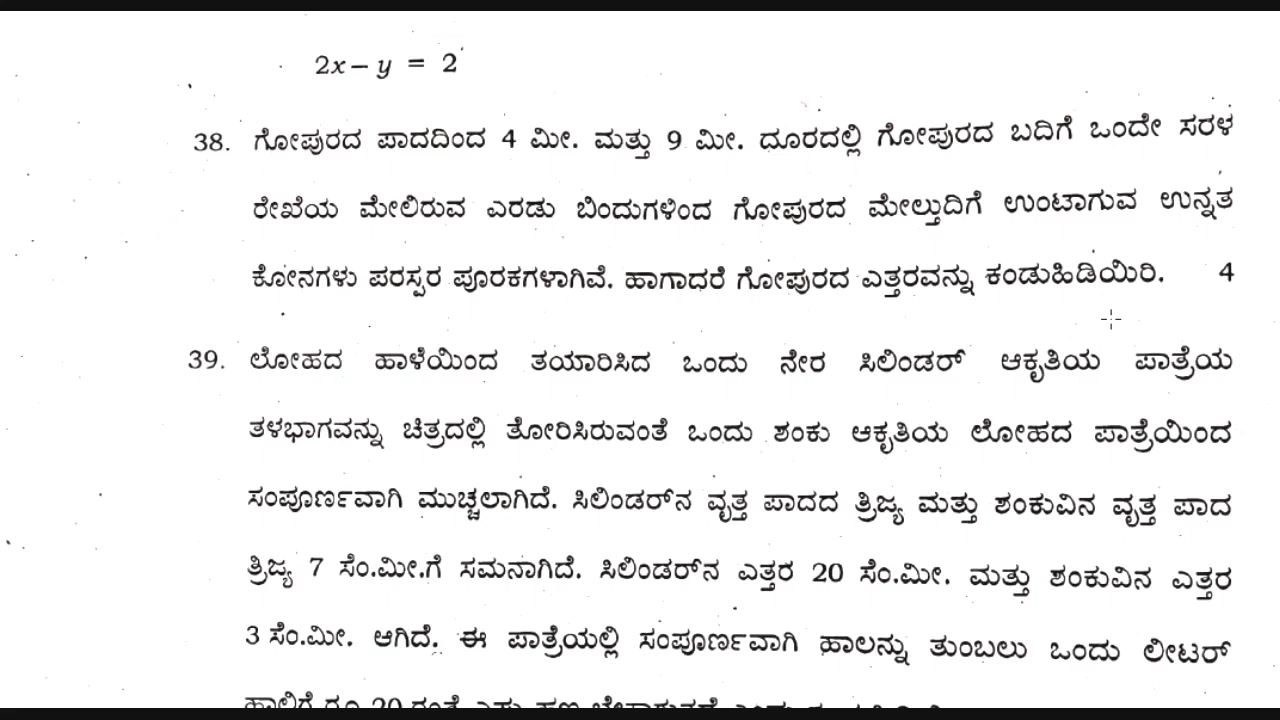 2x − y = 2
38. ಗೋಪುರದ ಪಾದದಿಂದ 4 ಮೀ. ಮತ್ತು 9 ಮೀ. ದೂರದಲ್ಲಿ ಗೋಪುರದ ಬದಿಗೆ ಒಂದೇ ಸರಳ
ರೇಖೆಯ ಮೇಲಿರುವ ಎರಡು ಬಿಂದುಗಳಿಂದ ಗೋಪುರದ ಮೇಲ್ತುದಿಗೆ ಉಂಟಾಗುವ ಉನ್ನತ
ಕೋನಗಳು ಪರಸ್ಪರ ಪೂರಕಗಳಾಗಿವೆ. ಹಾಗಾದರೆ ಗೋಪುರದ ಎತ್ತರವನ್ನು ಕಂಡುಹಿಡಿಯಿರಿ. 4
39. ಲೋಹದ ಹಾಳೆಯಿಂದ ತಯಾರಿಸಿದ ಒಂದು ನೇರ ಸಿಲಿಂಡರ್ ಆಕೃತಿಯ ಪಾತ್ರೆಯ
ತಳಭಾಗವನ್ನು ಚಿತ್ರದಲ್ಲಿ ತೋರಿಸಿರುವಂತೆ ಒಂದು ಶಂಕು ಆಕೃತಿಯ ಲೋಹದ ಪಾತ್ರೆಯಿಂದ
ಸಂಪೂರ್ಣವಾಗಿ ಮುಚ್ಚಲಾಗಿದೆ. ಸಿಲಿಂಡರ್‌ನ ವೃತ್ತ ಪಾದದ ತ್ರಿಜ್ಯ ಮತ್ತು ಶಂಕುವಿನ ವೃತ್ತ ಪಾದ
ತ್ರಿಜ್ಯ 7 ಸೆಂ.ಮೀ.ಗೆ ಸಮನಾಗಿದೆ. ಸಿಲಿಂಡರ್‌ನ ಎತ್ತರ 20 ಸೆಂ.ಮೀ. ಮತ್ತು ಶಂಕುವಿನ ಎತ್ತರ
3 ಸೆಂ.ಮೀ. ಆಗಿದೆ. ಈ ಪಾತ್ರೆಯಲ್ಲಿ ಸಂಪೂರ್ಣವಾಗಿ ಹಾಲನ್ನು ತುಂಬಲು ಒಂದು ಲೀಟರ್